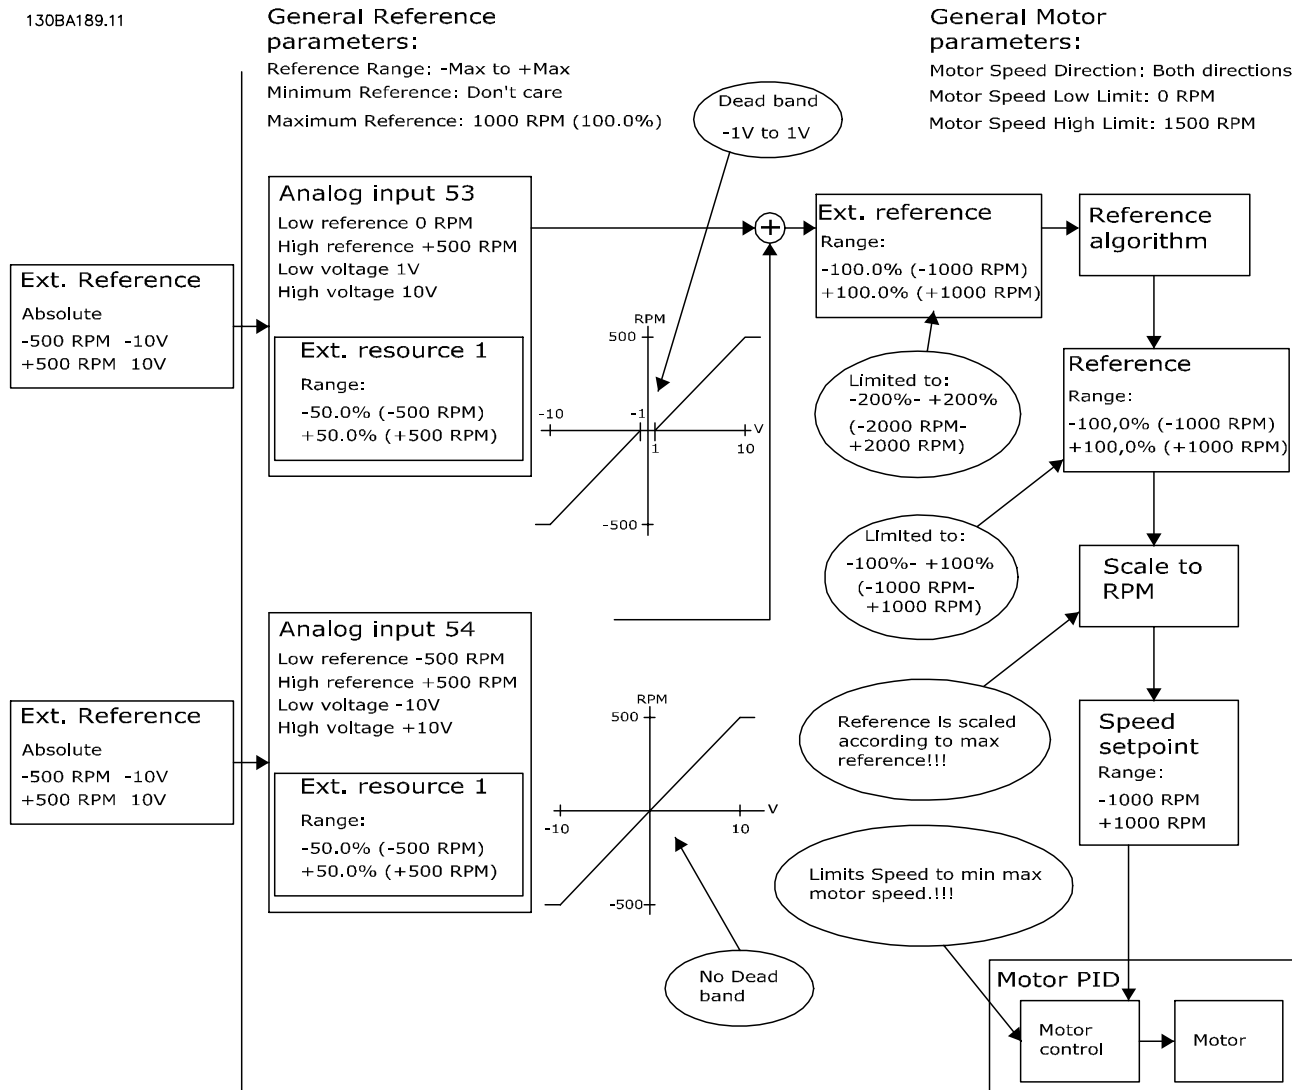 130BA189.11
General Reference
parameters:
Reference Range: -Max to +Max
Minimum Reference: Don't care
Maximum Reference: 1000 RPM (100.0%)
General Motor
parameters:
Motor Speed Direction: Both directions
Motor Speed Low Limit: 0 RPM
Motor Speed High Limit: 1500 RPM
Dead band
-1V to 1V
Ext. Reference
Absolute
-500 RPM -10V
+500 RPM 10V
Analog input 53
Low reference 0 RPM
High reference +500 RPM
Low voltage 1V
High voltage 10V
Ext. resource 1
Range:
-50.0% (-500 RPM)
+50.0% (+500 RPM)
RPM
500
-10
-1
V
1
10
-500
+
Ext. reference
Range:
-100.0% (-1000 RPM)
+100.0% (+1000 RPM)
Reference
algorithm
Limited to:
-200%- +200%
(-2000 RPM-
+2000 RPM)
Reference
Range:
-100,0% (-1000 RPM)
+100,0% (+1000 RPM)
Limited to:
-100%- +100%
(-1000 RPM-
+1000 RPM)
Scale to
RPM
Ext. Reference
Absolute
-500 RPM -10V
+500 RPM 10V
Analog input 54
Low reference -500 RPM
High reference +500 RPM
Low voltage -10V
High voltage +10V
Ext. resource 1
Range:
-50.0% (-500 RPM)
+50.0% (+500 RPM)
RPM
500
V
-10
10
-500
No Dead
band
Reference is scaled
according to max
reference!!!
Speed
setpoint
Range:
-1000 RPM
+1000 RPM
Limits Speed to min max
motor speed.!!!
Motor PID
Motor
control
Motor